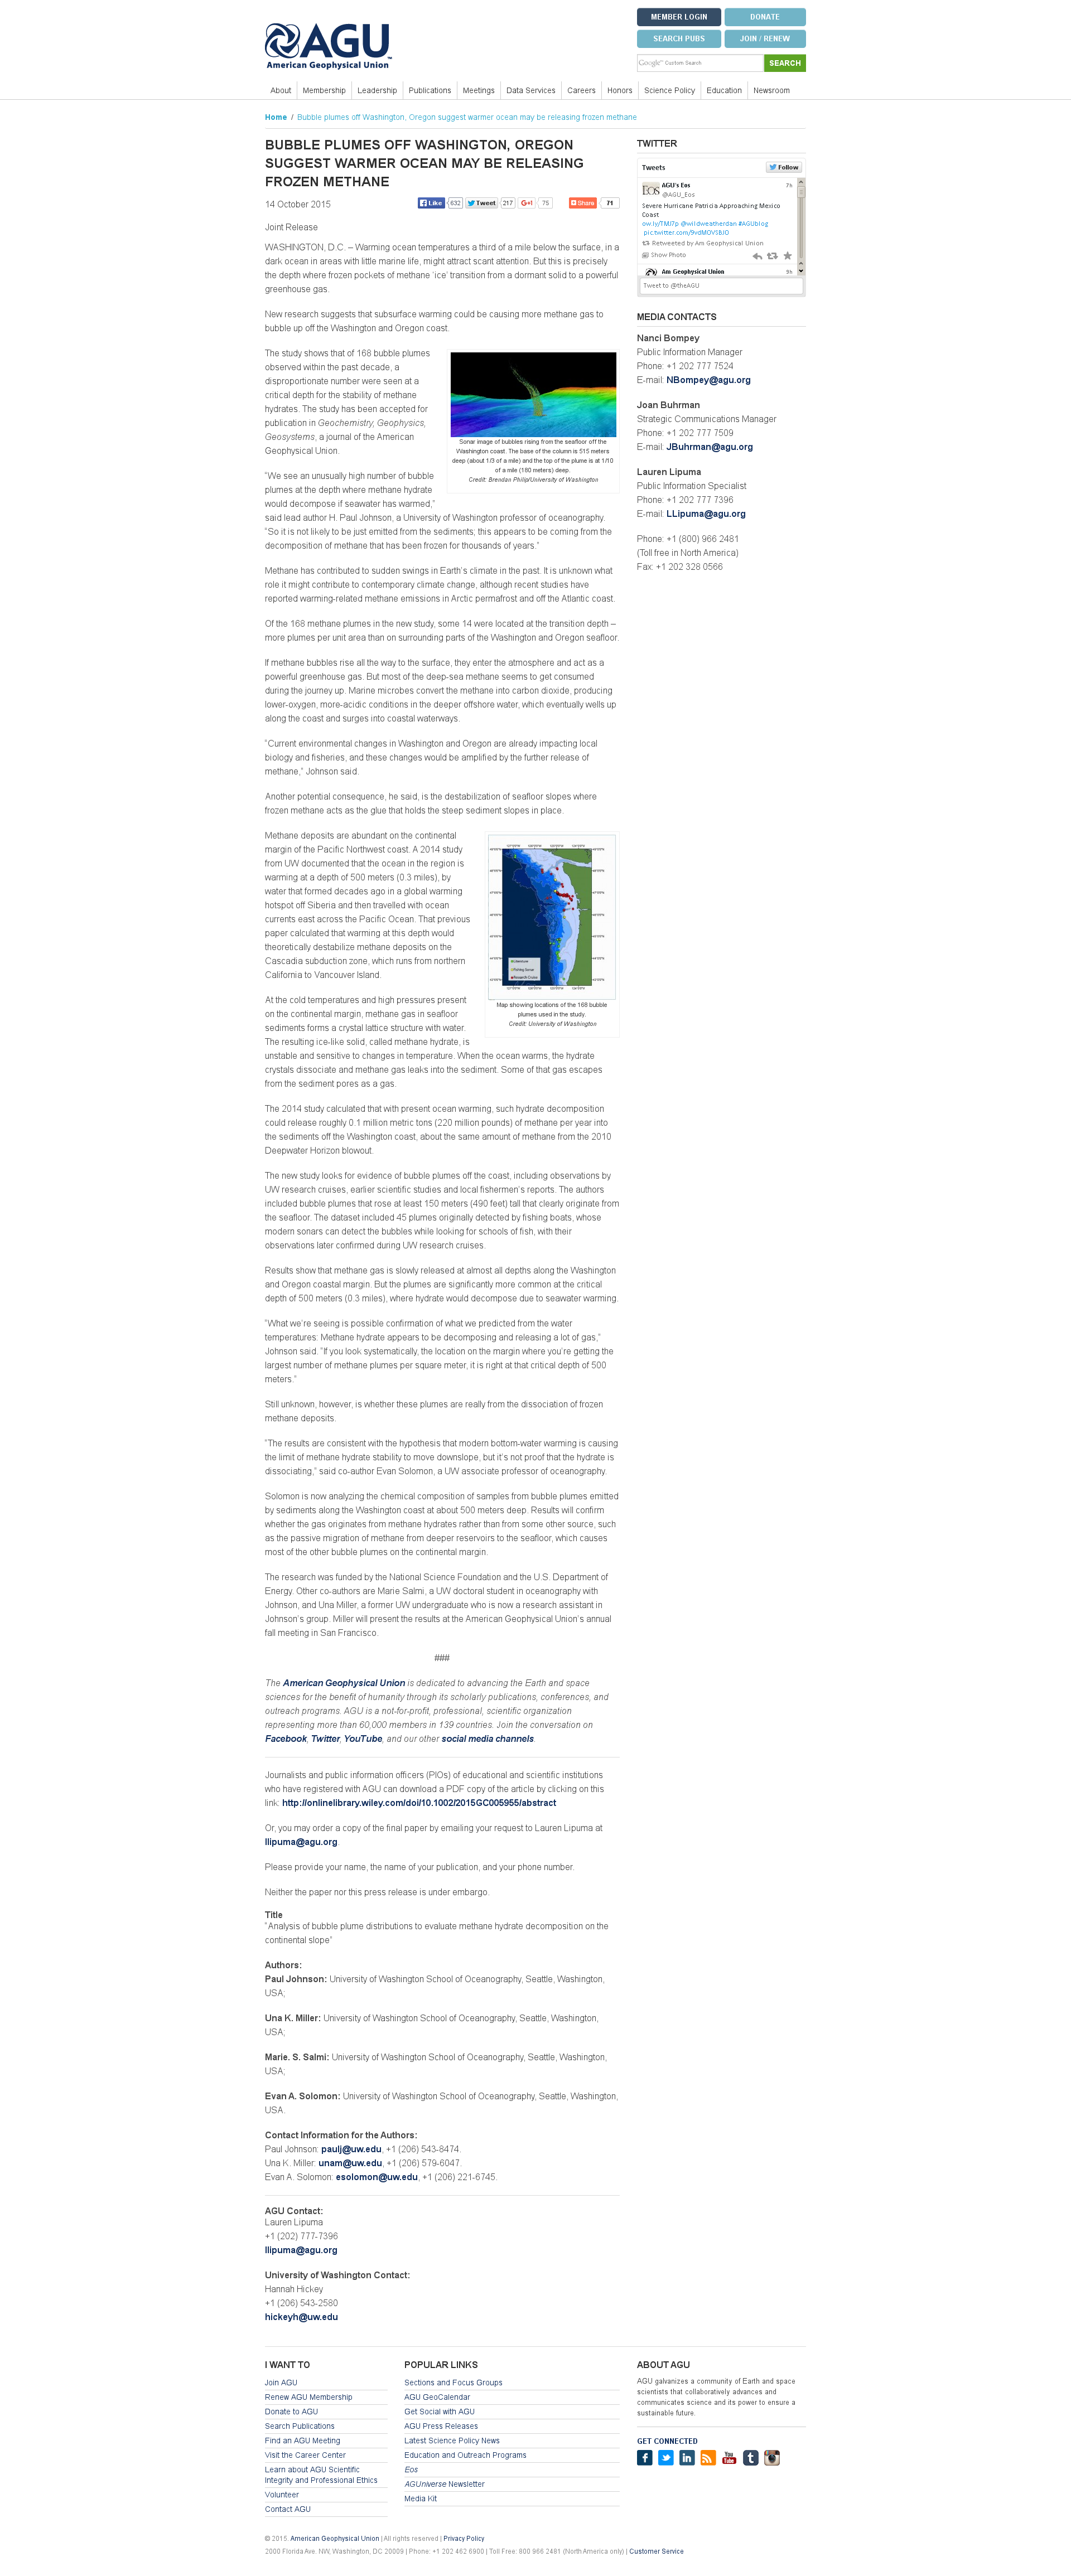 AGU
American Geophysical Union
MEMBER LOGIN
DONATE
SEARCH PUBS
JOIN / RENEW
Google™ Custom Search
SEARCH
About
Membership
Leadership
Publications
Meetings
Data Services
Careers
Honors
Science Policy
Education
Newsroom
Home / Bubble plumes off Washington, Oregon suggest warmer ocean may be releasing frozen methane
BUBBLE PLUMES OFF WASHINGTON, OREGON
SUGGEST WARMER OCEAN MAY BE RELEASING
FROZEN METHANE
14 October 2015
Like 632
Tweet 217
+1 75
Share 71
Joint Release
WASHINGTON, D.C. – Warming ocean temperatures a third of a mile below the surface, in a
dark ocean in areas with little marine life, might attract scant attention. But this is precisely
the depth where frozen pockets of methane ‘ice’ transition from a dormant solid to a powerful
greenhouse gas.
New research suggests that subsurface warming could be causing more methane gas to
bubble up off the Washington and Oregon coast.
The study shows that of 168 bubble plumes
observed within the past decade, a
disproportionate number were seen at a
critical depth for the stability of methane
hydrates. The study has been accepted for
publication in Geochemistry, Geophysics,
Geosystems, a journal of the American
Geophysical Union.
Sonar image of bubbles rising from the seafloor off the
Washington coast. The base of the column is 515 meters
deep (about 1/3 of a mile) and the top of the plume is at 1/10
of a mile (180 meters) deep.
Credit: Brendan Philip/University of Washington
“We see an unusually high number of bubble
plumes at the depth where methane hydrate
would decompose if seawater has warmed,”
said lead author H. Paul Johnson, a University of Washington professor of oceanography.
“So it is not likely to be just emitted from the sediments; this appears to be coming from the
decomposition of methane that has been frozen for thousands of years.”
Methane has contributed to sudden swings in Earth’s climate in the past. It is unknown what
role it might contribute to contemporary climate change, although recent studies have
reported warming-related methane emissions in Arctic permafrost and off the Atlantic coast.
Of the 168 methane plumes in the new study, some 14 were located at the transition depth –
more plumes per unit area than on surrounding parts of the Washington and Oregon seafloor.
If methane bubbles rise all the way to the surface, they enter the atmosphere and act as a
powerful greenhouse gas. But most of the deep-sea methane seems to get consumed
during the journey up. Marine microbes convert the methane into carbon dioxide, producing
lower-oxygen, more-acidic conditions in the deeper offshore water, which eventually wells up
along the coast and surges into coastal waterways.
“Current environmental changes in Washington and Oregon are already impacting local
biology and fisheries, and these changes would be amplified by the further release of
methane,” Johnson said.
Another potential consequence, he said, is the destabilization of seafloor slopes where
frozen methane acts as the glue that holds the steep sediment slopes in place.
Methane deposits are abundant on the continental
margin of the Pacific Northwest coast. A 2014 study
from UW documented that the ocean in the region is
warming at a depth of 500 meters (0.3 miles), by
water that formed decades ago in a global warming
hotspot off Siberia and then travelled with ocean
currents east across the Pacific Ocean. That previous
paper calculated that warming at this depth would
theoretically destabilize methane deposits on the
Cascadia subduction zone, which runs from northern
California to Vancouver Island.
Map showing locations of the 168 bubble
plumes used in the study.
Credit: University of Washington
At the cold temperatures and high pressures present
on the continental margin, methane gas in seafloor
sediments forms a crystal lattice structure with water.
The resulting ice-like solid, called methane hydrate, is
unstable and sensitive to changes in temperature. When the ocean warms, the hydrate
crystals dissociate and methane gas leaks into the sediment. Some of that gas escapes
from the sediment pores as a gas.
The 2014 study calculated that with present ocean warming, such hydrate decomposition
could release roughly 0.1 million metric tons (220 million pounds) of methane per year into
the sediments off the Washington coast, about the same amount of methane from the 2010
Deepwater Horizon blowout.
The new study looks for evidence of bubble plumes off the coast, including observations by
UW research cruises, earlier scientific studies and local fishermen’s reports. The authors
included bubble plumes that rose at least 150 meters (490 feet) tall that clearly originate from
the seafloor. The dataset included 45 plumes originally detected by fishing boats, whose
modern sonars can detect the bubbles while looking for schools of fish, with their
observations later confirmed during UW research cruises.
Results show that methane gas is slowly released at almost all depths along the Washington
and Oregon coastal margin. But the plumes are significantly more common at the critical
depth of 500 meters (0.3 miles), where hydrate would decompose due to seawater warming.
“What we’re seeing is possible confirmation of what we predicted from the water
temperatures: Methane hydrate appears to be decomposing and releasing a lot of gas,”
Johnson said. “If you look systematically, the location on the margin where you’re getting the
largest number of methane plumes per square meter, it is right at that critical depth of 500
meters.”
Still unknown, however, is whether these plumes are really from the dissociation of frozen
methane deposits.
“The results are consistent with the hypothesis that modern bottom-water warming is causing
the limit of methane hydrate stability to move downslope, but it’s not proof that the hydrate is
dissociating,” said co-author Evan Solomon, a UW associate professor of oceanography.
Solomon is now analyzing the chemical composition of samples from bubble plumes emitted
by sediments along the Washington coast at about 500 meters deep. Results will confirm
whether the gas originates from methane hydrates rather than from some other source, such
as the passive migration of methane from deeper reservoirs to the seafloor, which causes
most of the other bubble plumes on the continental margin.
The research was funded by the National Science Foundation and the U.S. Department of
Energy. Other co-authors are Marie Salmi, a UW doctoral student in oceanography with
Johnson, and Una Miller, a former UW undergraduate who is now a research assistant in
Johnson’s group. Miller will present the results at the American Geophysical Union’s annual
fall meeting in San Francisco.
###
The American Geophysical Union is dedicated to advancing the Earth and space
sciences for the benefit of humanity through its scholarly publications, conferences, and
outreach programs. AGU is a not-for-profit, professional, scientific organization
representing more than 60,000 members in 139 countries. Join the conversation on
Facebook, Twitter, YouTube, and our other social media channels.
Journalists and public information officers (PIOs) of educational and scientific institutions
who have registered with AGU can download a PDF copy of the article by clicking on this
link: http://onlinelibrary.wiley.com/doi/10.1002/2015GC005955/abstract
Or, you may order a copy of the final paper by emailing your request to Lauren Lipuma at
llipuma@agu.org.
Please provide your name, the name of your publication, and your phone number.
Neither the paper nor this press release is under embargo.
Title
“Analysis of bubble plume distributions to evaluate methane hydrate decomposition on the
continental slope”
Authors:
Paul Johnson: University of Washington School of Oceanography, Seattle, Washington,
USA;
Una K. Miller: University of Washington School of Oceanography, Seattle, Washington,
USA;
Marie. S. Salmi: University of Washington School of Oceanography, Seattle, Washington,
USA;
Evan A. Solomon: University of Washington School of Oceanography, Seattle, Washington,
USA.
Contact Information for the Authors:
Paul Johnson: paulj@uw.edu, +1 (206) 543-8474.
Una K. Miller: unam@uw.edu, +1 (206) 579-6047.
Evan A. Solomon: esolomon@uw.edu, +1 (206) 221-6745.
AGU Contact:
Lauren Lipuma
+1 (202) 777-7396
llipuma@agu.org
University of Washington Contact:
Hannah Hickey
+1 (206) 543-2580
hickeyh@uw.edu
TWITTER
Tweets
Follow
AGU's Eos 7h
@AGU_Eos
Severe Hurricane Patricia Approaching Mexico
Coast
ow.ly/TMJ7p @wildweatherdan #AGUblog
pic.twitter.com/9vdMOVSBJO
Retweeted by Am Geophysical Union
Show Photo
Am Geophysical Union 9h
Tweet to @theAGU
MEDIA CONTACTS
Nanci Bompey
Public Information Manager
Phone: +1 202 777 7524
E-mail: NBompey@agu.org
Joan Buhrman
Strategic Communications Manager
Phone: +1 202 777 7509
E-mail: JBuhrman@agu.org
Lauren Lipuma
Public Information Specialist
Phone: +1 202 777 7396
E-mail: LLipuma@agu.org
Phone: +1 (800) 966 2481
(Toll free in North America)
Fax: +1 202 328 0566
I WANT TO
Join AGU
Renew AGU Membership
Donate to AGU
Search Publications
Find an AGU Meeting
Visit the Career Center
Learn about AGU Scientific
Integrity and Professional Ethics
Volunteer
Contact AGU
POPULAR LINKS
Sections and Focus Groups
AGU GeoCalendar
Get Social with AGU
AGU Press Releases
Latest Science Policy News
Education and Outreach Programs
Eos
AGUniverse Newsletter
Media Kit
ABOUT AGU
AGU galvanizes a community of Earth and space
scientists that collaboratively advances and
communicates science and its power to ensure a
sustainable future.
GET CONNECTED
You Tube
© 2015. American Geophysical Union | All rights reserved | Privacy Policy
2000 Florida Ave. NW, Washington, DC 20009 | Phone: +1 202 462 6900 | Toll Free: 800 966 2481 (North America only) | Customer Service